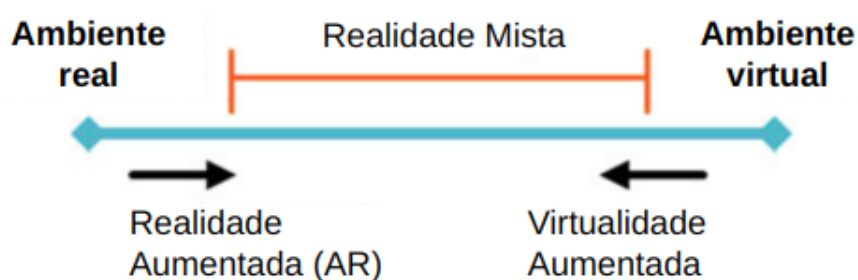 Ambiente
real
Realidade Mista
Ambiente
virtual
Realidade
Aumentada (AR)
Virtualidade
Aumentada